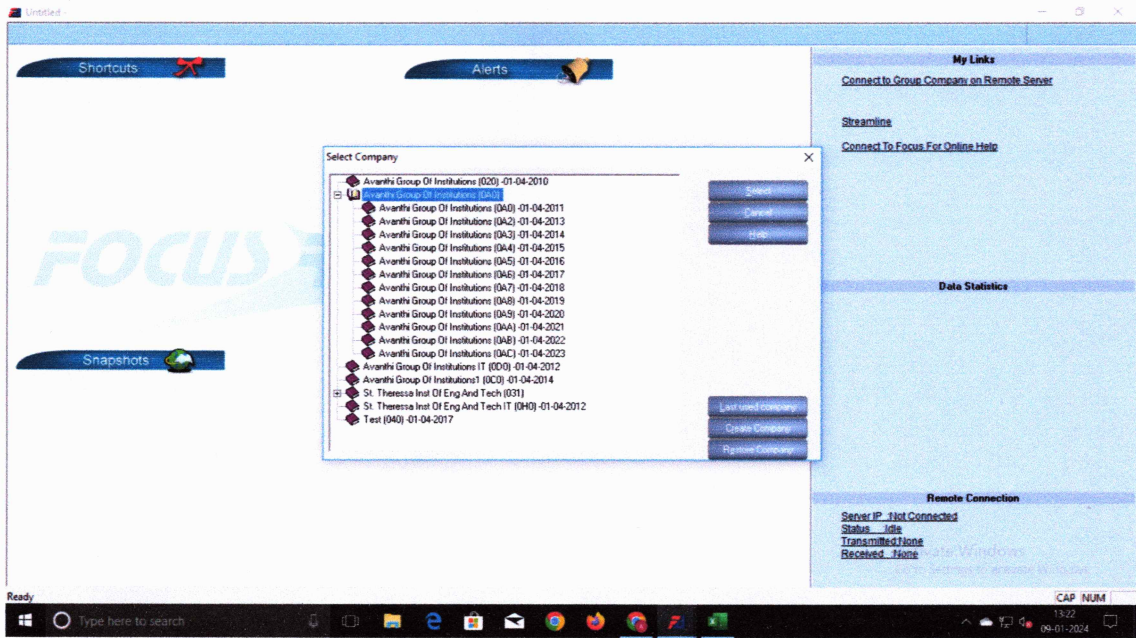 Untitled -
Shortcuts
Alerts
My Links
Connect to Group Company on Remote Server
Streamline
Connect To Focus For Online Help
Select Company
Avanthi Group Of Institutions (020) -01-04-2010
Avanthi Group Of Institutions (0A0)
Avanthi Group Of Institutions (0A0) -01-04-2011
Avanthi Group Of Institutions (0A2) -01-04-2013
Avanthi Group Of Institutions (0A3) -01-04-2014
Avanthi Group Of Institutions (0A4) -01-04-2015
Avanthi Group Of Institutions (0A5) -01-04-2016
Avanthi Group Of Institutions (0A6) -01-04-2017
Avanthi Group Of Institutions (0A7) -01-04-2018
Avanthi Group Of Institutions (0A8) -01-04-2019
Avanthi Group Of Institutions (0A9) -01-04-2020
Avanthi Group Of Institutions (0AA) -01-04-2021
Avanthi Group Of Institutions (0AB) -01-04-2022
Avanthi Group Of Institutions (0AC) -01-04-2023
Avanthi Group Of Institutions IT (0D0) -01-04-2012
Avanthi Group Of Institutions1 (0C0) -01-04-2014
St. Theressa Inst Of Eng And Tech (031)
St. Theressa Inst Of Eng And Tech IT (0H0) -01-04-2012
Test (040) -01-04-2017
Select
Cancel
Help
Last used company
Create Company
Restore Company
FOCUS
Data Statistics
Snapshots
Remote Connection
Server IP :Not Connected
Status :Idle
Transmitted:None
Received :None
Activate Windows
Go to Settings to activate Windows.
Ready
CAP NUM
Type here to search
13:22
09-01-2024